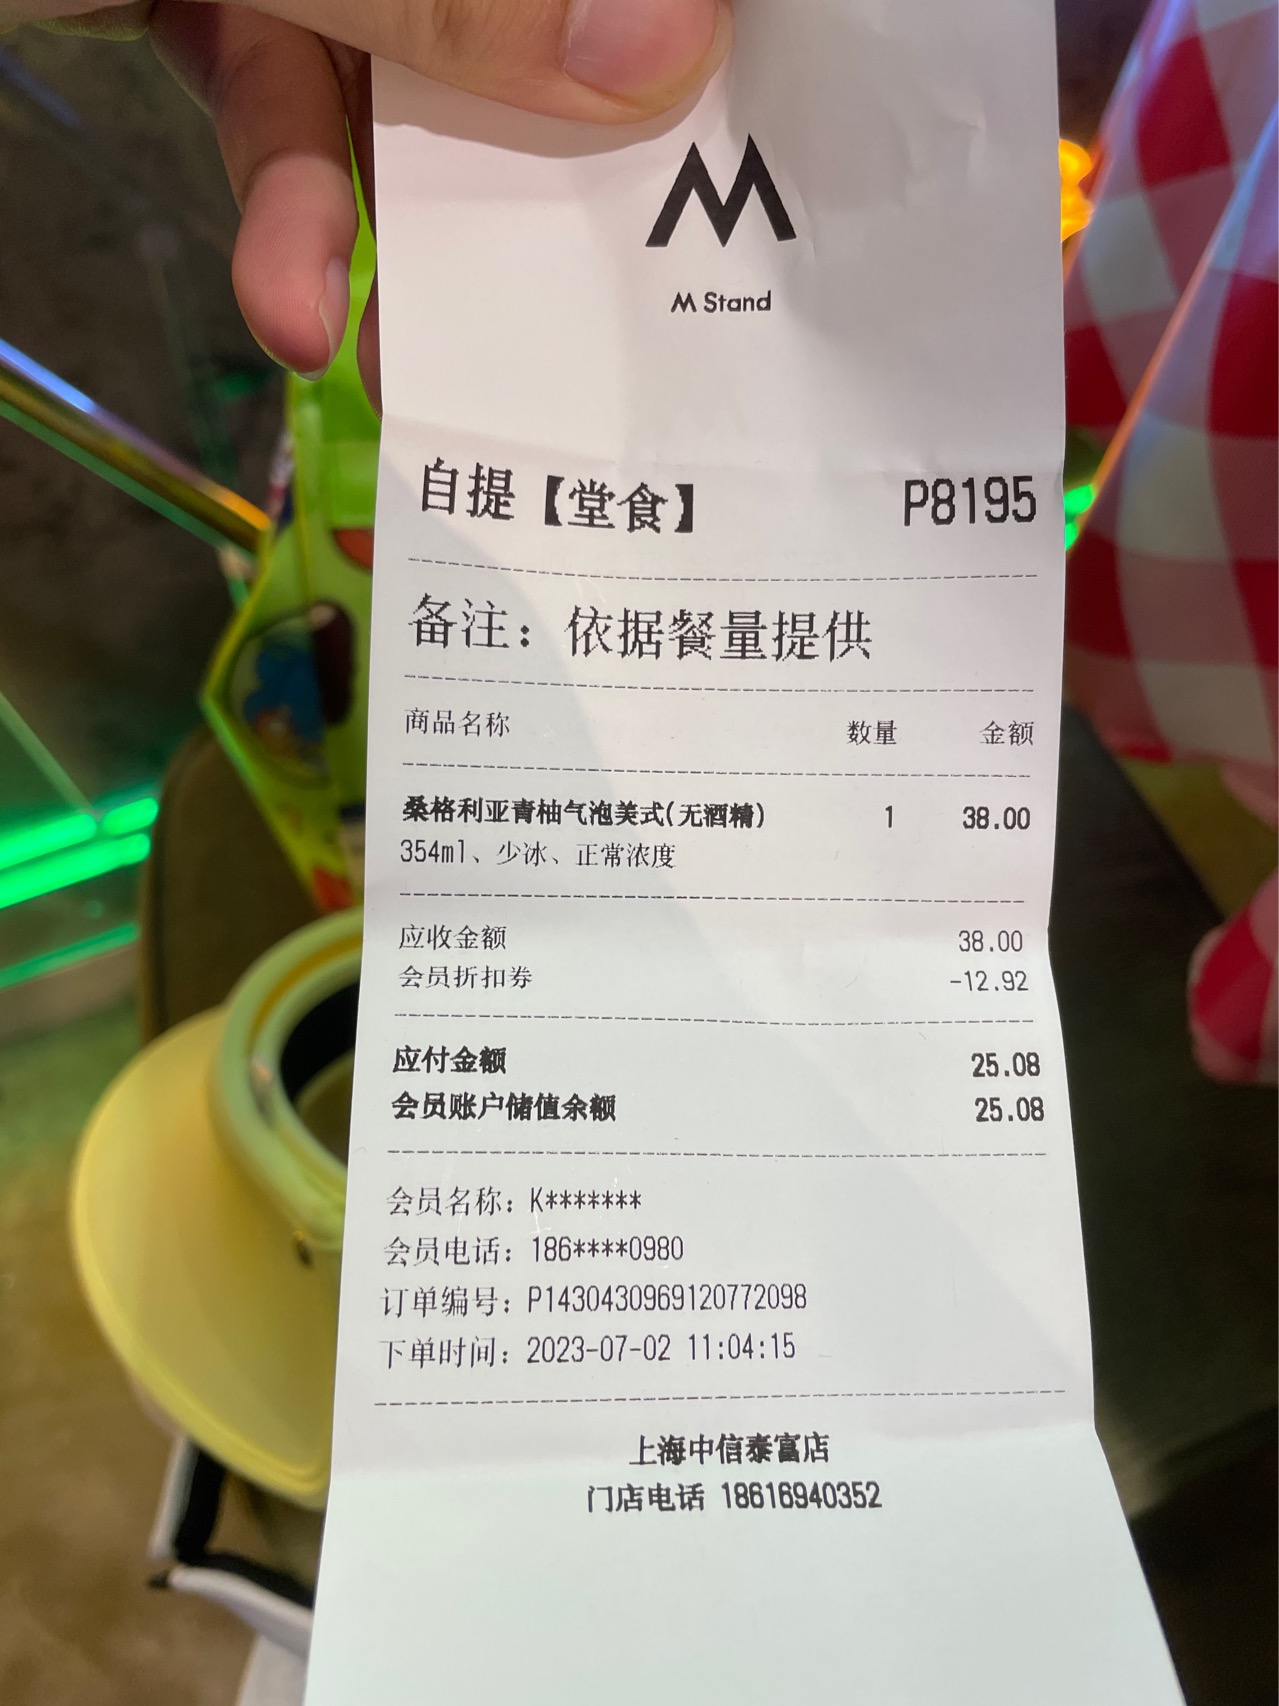 M Stand
自提【堂食】 P8195
备注：依据餐量提供
商品名称 数量 金额
桑格利亚青柚气泡美式(无酒精) 1 38.00
354ml、少冰、正常浓度
应收金额 38.00
会员折扣券 -12.92
应付金额 25.08
会员账户储值余额 25.08
会员名称：K*******
会员电话：186****0980
订单编号：P1430430969120772098
下单时间：2023-07-02 11:04:15
上海中信泰富店
门店电话 18616940352